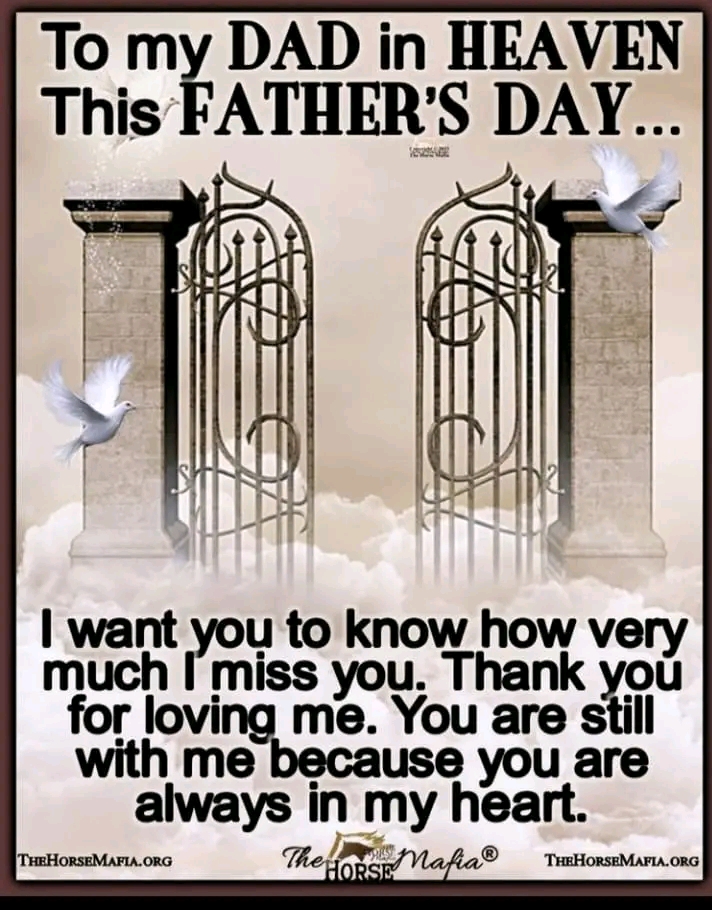 To my DAD in HEAVEN
This FATHER'S DAY...
I want you to know how very
much I miss you. Thank you
for loving me. You are still
with me because you are
always in my heart.
THEHORSEMAFIA.ORG
The HORSE Mafia®
THEHORSEMAFIA.ORG